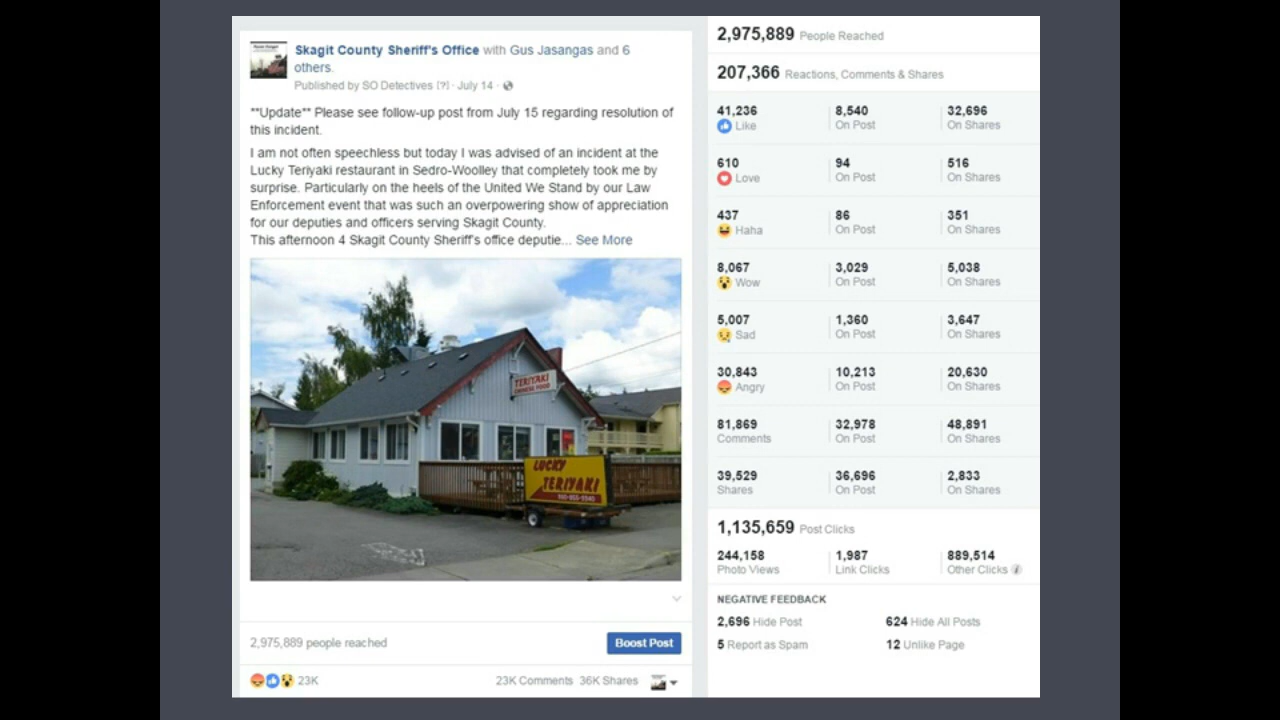 Skagit County Sheriff's Office with Gus Jasangas and 6
others.
Published by SO Detectives [?] · July 14 ·
**Update** Please see follow-up post from July 15 regarding resolution of
this incident.
I am not often speechless but today I was advised of an incident at the
Lucky Teriyaki restaurant in Sedro-Woolley that completely took me by
surprise. Particularly on the heels of the United We Stand by our Law
Enforcement event that was such an overpowering show of appreciation
for our deputies and officers serving Skagit County.
This afternoon 4 Skagit County Sheriff's office deputie... See More
TERIYAKI
CHINESE FOOD
LUCKY
TERIYAKI
2,975,889 people reached
Boost Post
23K
23K Comments 36K Shares
2,975,889 People Reached
207,366 Reactions, Comments & Shares
41,236 8,540 32,696
Like On Post On Shares
610 94 516
Love On Post On Shares
437 86 351
Haha On Post On Shares
8,067 3,029 5,038
Wow On Post On Shares
5,007 1,360 3,647
Sad On Post On Shares
30,843 10,213 20,630
Angry On Post On Shares
81,869 32,978 48,891
Comments On Post On Shares
39,529 36,696 2,833
Shares On Post On Shares
1,135,659 Post Clicks
244,158 1,987 889,514
Photo Views Link Clicks Other Clicks i
NEGATIVE FEEDBACK
2,696 Hide Post 624 Hide All Posts
5 Report as Spam 12 Unlike Page